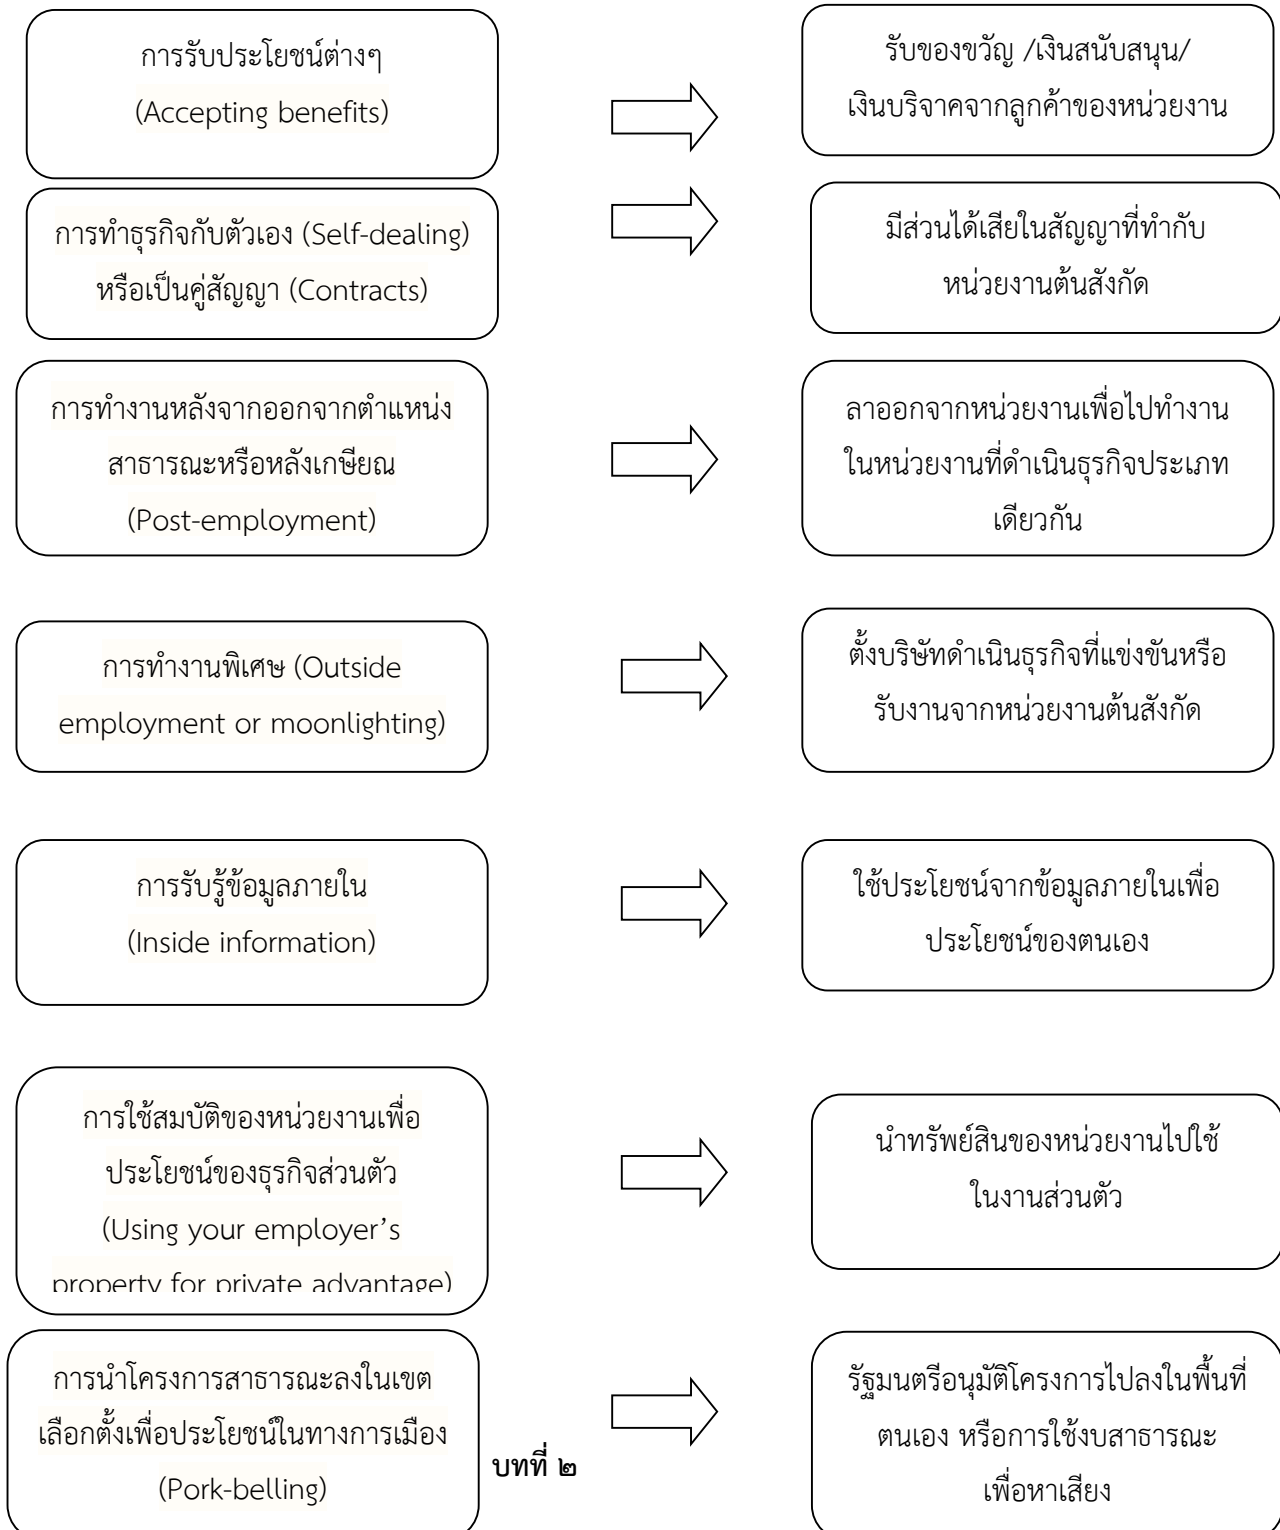 การรับประโยชน์ต่างๆ
(Accepting benefits)
รับของขวัญ /เงินสนับสนุน/
เงินบริจาคจากลูกค้าของหน่วยงาน
การทำธุรกิจกับตัวเอง (Self-dealing)
หรือเป็นคู่สัญญา (Contracts)
มีส่วนได้เสียในสัญญาที่ทำกับ
หน่วยงานต้นสังกัด
การทำงานหลังจากออกจากตำแหน่ง
สาธารณะหรือหลังเกษียณ
(Post-employment)
ลาออกจากหน่วยงานเพื่อไปทำงาน
ในหน่วยงานที่ดำเนินธุรกิจประเภท
เดียวกัน
การทำงานพิเศษ (Outside
employment or moonlighting)
ตั้งบริษัทดำเนินธุรกิจที่แข่งขันหรือ
รับงานจากหน่วยงานต้นสังกัด
การรับรู้ข้อมูลภายใน
(Inside information)
ใช้ประโยชน์จากข้อมูลภายในเพื่อ
ประโยชน์ของตนเอง
การใช้สมบัติของหน่วยงานเพื่อ
ประโยชน์ของธุรกิจส่วนตัว
(Using your employer’s
property for private advantage)
นำทรัพย์สินของหน่วยงานไปใช้
ในงานส่วนตัว
การนำโครงการสาธารณะลงในเขต
เลือกตั้งเพื่อประโยชน์ในทางการเมือง
(Pork-belling)
บทที่ ๒
รัฐมนตรีอนุมัติโครงการไปลงในพื้นที่
ตนเอง หรือการใช้งบสาธารณะ
เพื่อหาเสียง